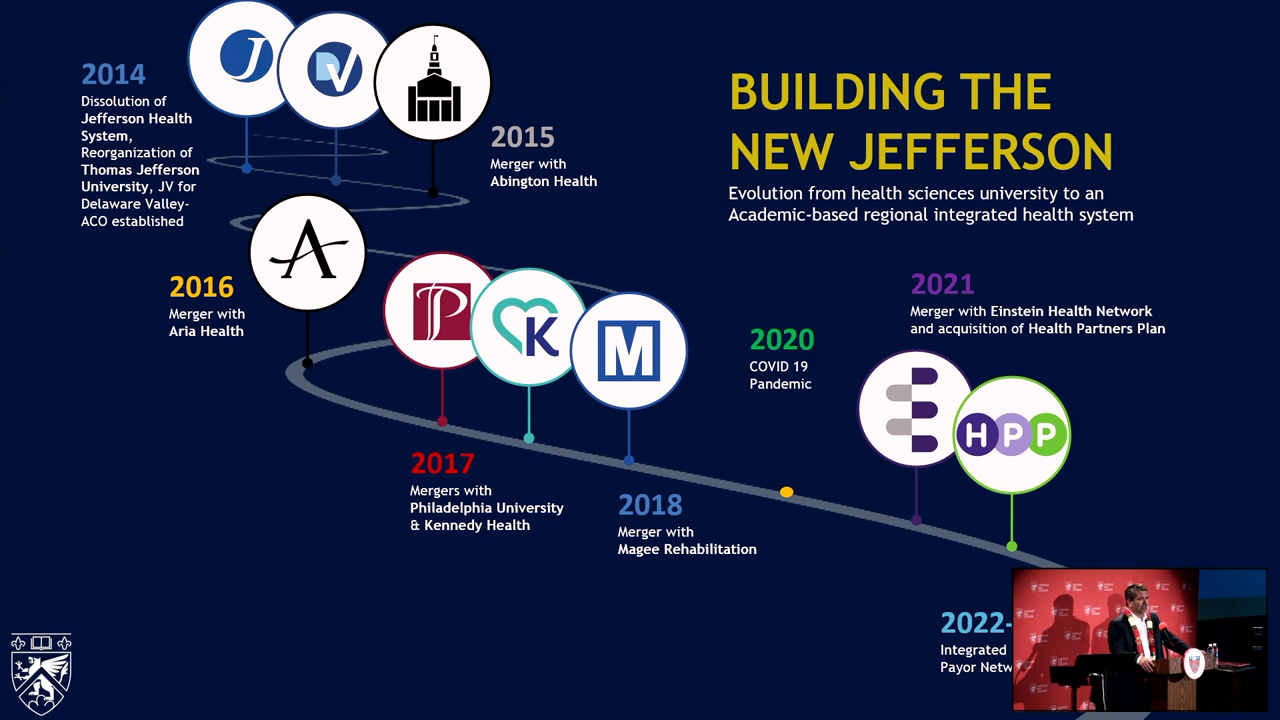 BUILDING THE
NEW JEFFERSON
Evolution from health sciences university to an
Academic-based regional integrated health system
2014
Dissolution of
Jefferson Health
System,
Reorganization of
Thomas Jefferson
University, JV for
Delaware Valley-
ACO established
J
DV
2015
Merger with
Abington Health
2016
Merger with
Aria Health
A
P
K
M
2017
Mergers with
Philadelphia University
& Kennedy Health
2018
Merger with
Magee Rehabilitation
2020
COVID 19
Pandemic
2021
Merger with Einstein Health Network
and acquisition of Health Partners Plan
E
HPP
2022-
Integrated
Payor